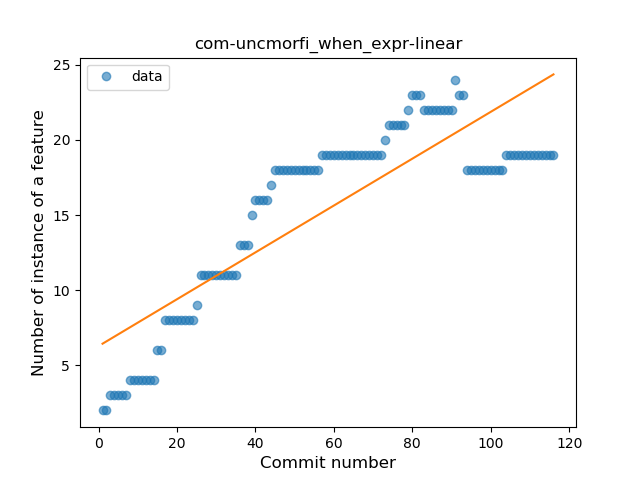 com-uncmorfi_when_expr-linear
data
Number of instance of a feature
25
20
15
10
5
0 20 40 60 80 100 120
Commit number